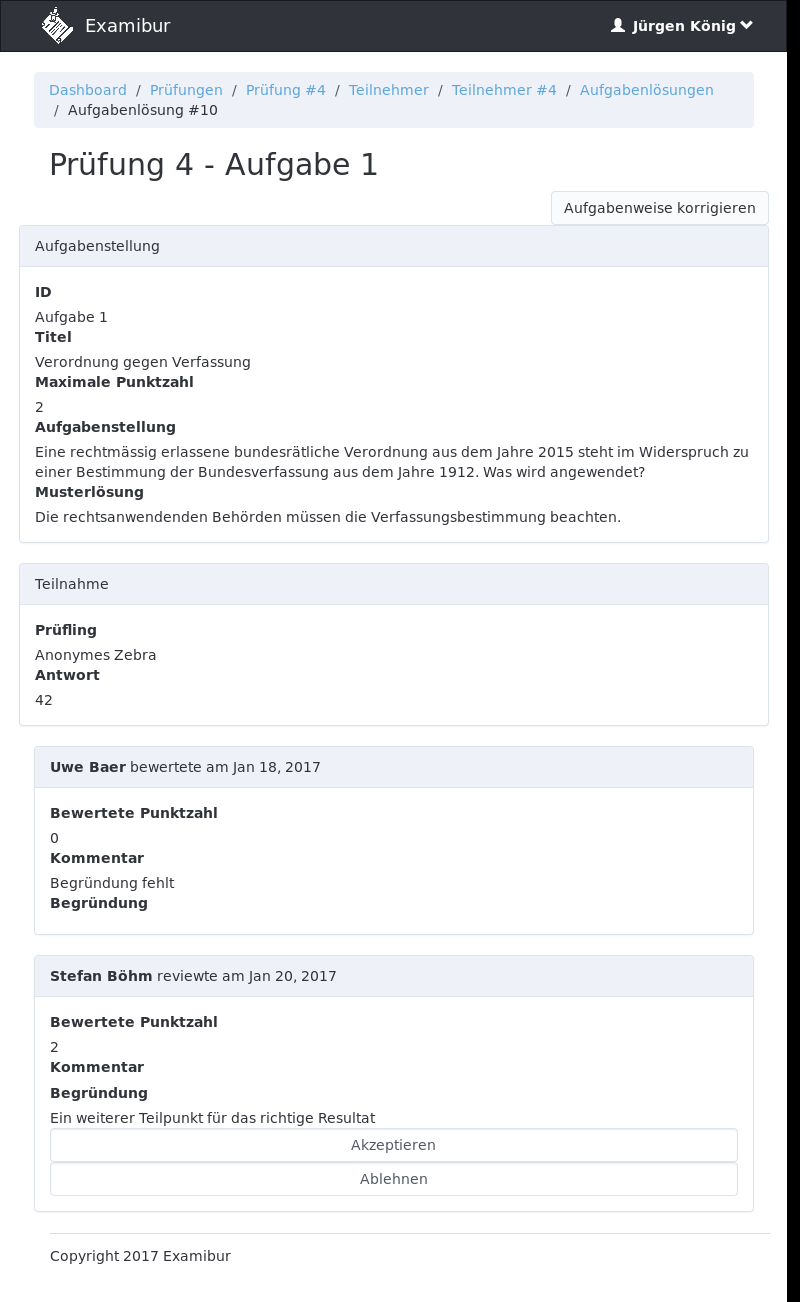 Examibur
Jürgen König
Dashboard / Prüfungen / Prüfung #4 / Teilnehmer / Teilnehmer #4 / Aufgabenlösungen
/ Aufgabenlösung #10
Prüfung 4 - Aufgabe 1
Aufgabenweise korrigieren
Aufgabenstellung
ID
Aufgabe 1
Titel
Verordnung gegen Verfassung
Maximale Punktzahl
2
Aufgabenstellung
Eine rechtmässig erlassene bundesrätliche Verordnung aus dem Jahre 2015 steht im Widerspruch zu
einer Bestimmung der Bundesverfassung aus dem Jahre 1912. Was wird angewendet?
Musterlösung
Die rechtsanwendenden Behörden müssen die Verfassungsbestimmung beachten.
Teilnahme
Prüfling
Anonymes Zebra
Antwort
42
Uwe Baer bewertete am Jan 18, 2017
Bewertete Punktzahl
0
Kommentar
Begründung fehlt
Begründung
Stefan Böhm reviewte am Jan 20, 2017
Bewertete Punktzahl
2
Kommentar
Begründung
Ein weiterer Teilpunkt für das richtige Resultat
Akzeptieren
Ablehnen
Copyright 2017 Examibur